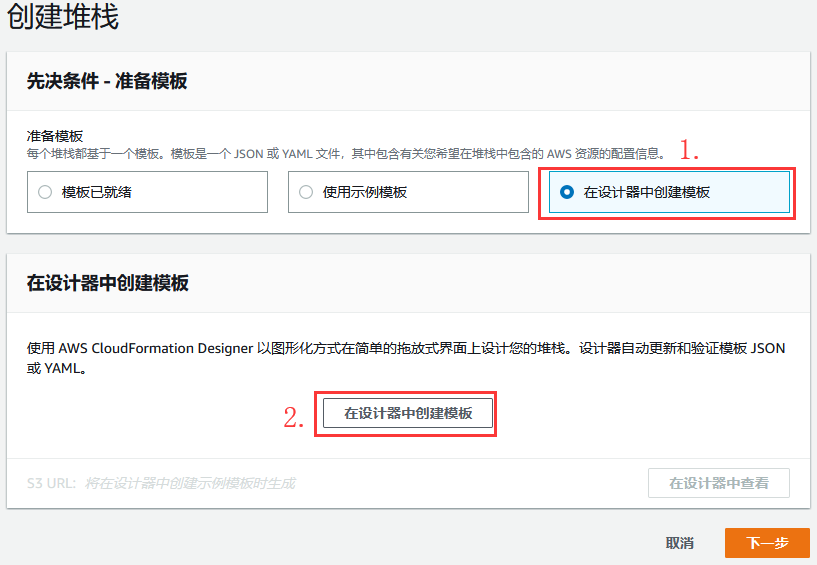 创建堆栈
先决条件 - 准备模板
准备模板
每个堆栈都基于一个模板。模板是一个 JSON 或 YAML 文件，其中包含有关您希望在堆栈中包含的 AWS 资源的配置信息。
1.
模板已就绪
使用示例模板
在设计器中创建模板
在设计器中创建模板
使用 AWS CloudFormation Designer 以图形化方式在简单的拖放式界面上设计您的堆栈。设计器自动更新和验证模板 JSON
或 YAML。
2.
在设计器中创建模板
S3 URL: 将在设计器中创建示例模板时生成
在设计器中查看
取消
下一步